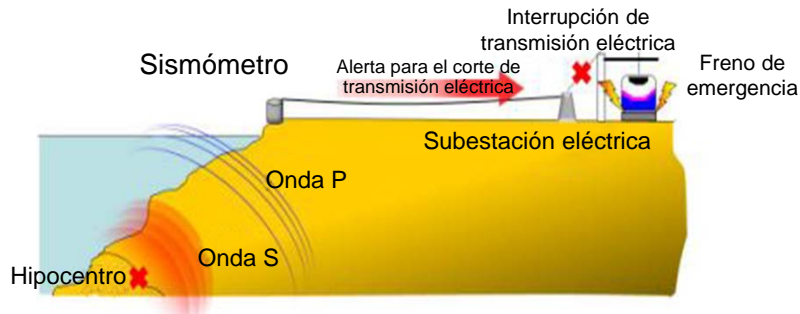 Interrupción de
transmisión eléctrica
Sismómetro
Alerta para el corte de
transmisión eléctrica
Freno de
emergencia
Subestación eléctrica
Onda P
Onda S
Hipocentro